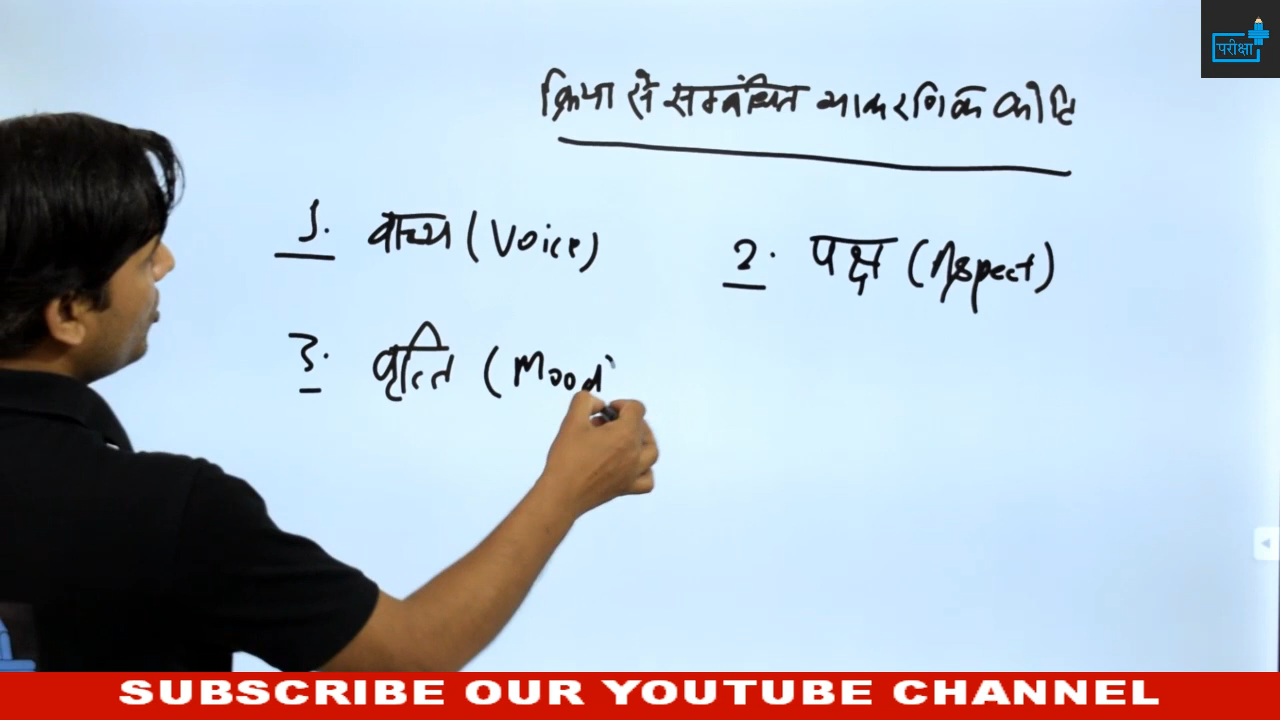 परीक्षा
क्रिया से सम्बंधित व्याकरणिक कोटि
1. वाच्य (Voice)
2. पक्ष (Aspect)
3. वृत्ति (Mood)
SUBSCRIBE OUR YOUTUBE CHANNEL